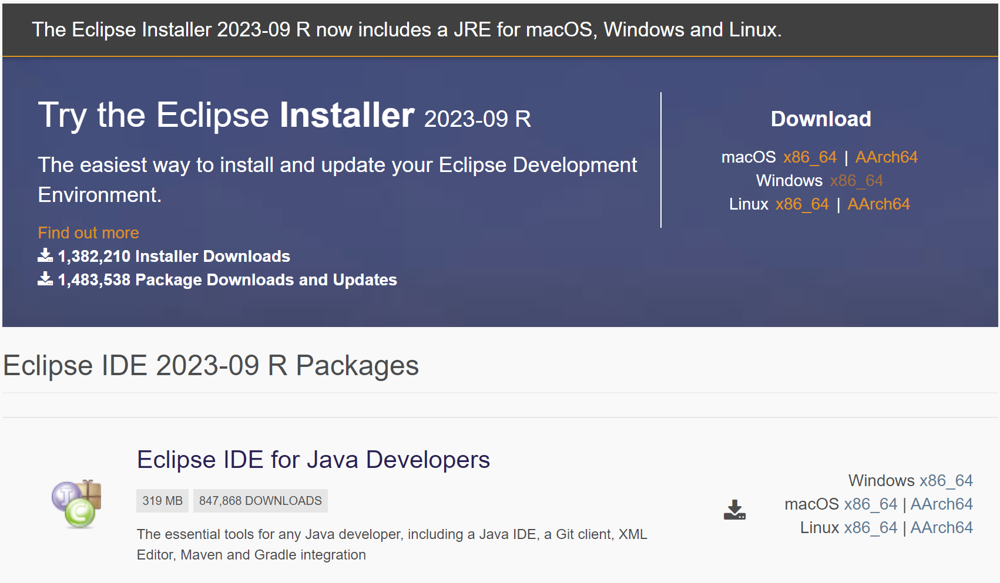 The Eclipse Installer 2023-09 R now includes a JRE for macOS, Windows and Linux.
Try the Eclipse Installer 2023-09 R
The easiest way to install and update your Eclipse Development
Environment.
Find out more
1,382,210 Installer Downloads
1,483,538 Package Downloads and Updates
Download
macOS x86_64 | AArch64
Windows x86_64
Linux x86_64 | AArch64
Eclipse IDE 2023-09 R Packages
Eclipse IDE for Java Developers
319 MB 847,868 DOWNLOADS
The essential tools for any Java developer, including a Java IDE, a Git client, XML
Editor, Maven and Gradle integration
Windows x86_64
macOS x86_64 | AArch64
Linux x86_64 | AArch64